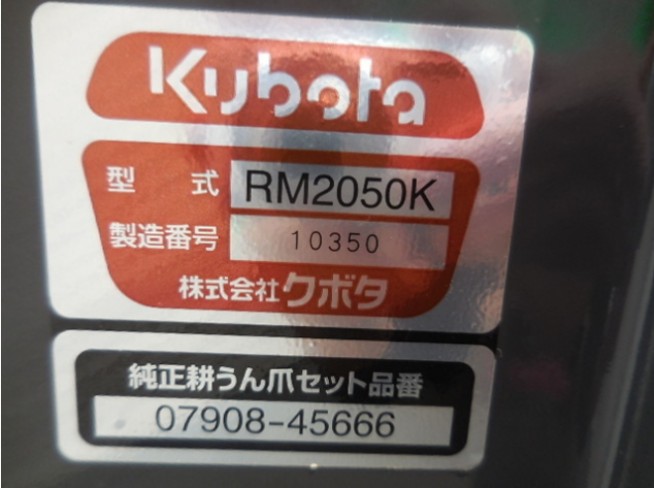 Kubota
型 式 RM2050K
製造番号 10350
株式会社クボタ
純正耕うん爪セット品番
07908-45666